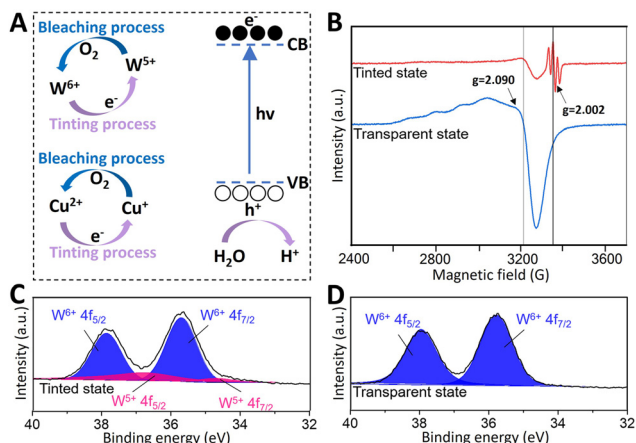 A
Bleaching process
O₂
W⁶⁺
W⁵⁺
e⁻
Tinting process
Bleaching process
O₂
Cu²⁺
Cu⁺
e⁻
Tinting process
e⁻
CB
hν
VB
h⁺
H₂O
H⁺
B
Intensity (a.u.)
Tinted state
g=2.090
g=2.002
Transparent state
2400
2800
3200
3600
Magnetic field (G)
C
Intensity (a.u.)
W⁶⁺ 4f₅/₂
W⁶⁺ 4f₇/₂
Tinted state
W⁵⁺ 4f₅/₂
W⁵⁺ 4f₇/₂
40
38
36
34
32
Binding energy (eV)
D
Intensity (a.u.)
W⁶⁺ 4f₅/₂
W⁶⁺ 4f₇/₂
Transparent state
40
38
36
34
32
Binding energy (eV)